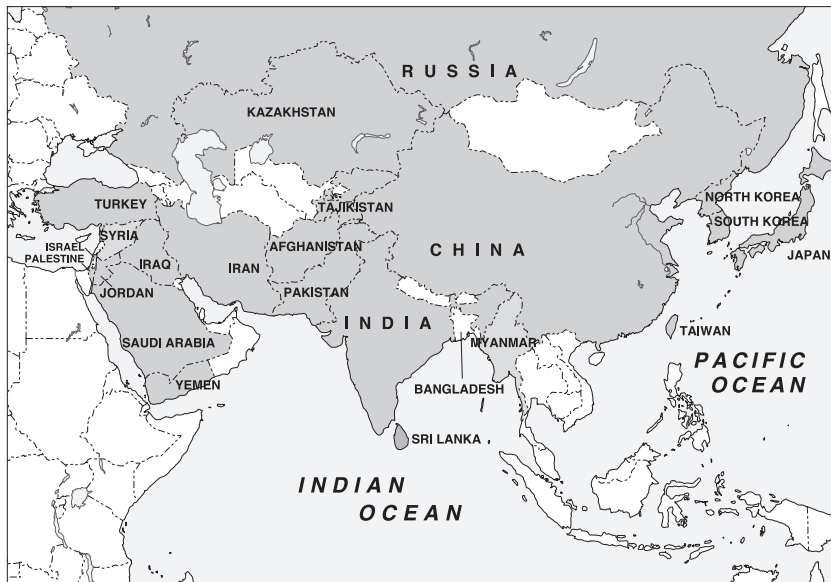 RUSSIA
KAZAKHSTAN
TURKEY
TAJIKISTAN
NORTH KOREA
SOUTH KOREA
SYRIA
ISRAEL
PALESTINE
AFGHANISTAN
CHINA
JAPAN
IRAQ
IRAN
JORDAN
PAKISTAN
INDIA
SAUDI ARABIA
MYANMAR
TAIWAN
PACIFIC
OCEAN
YEMEN
BANGLADESH
SRI LANKA
INDIAN
OCEAN